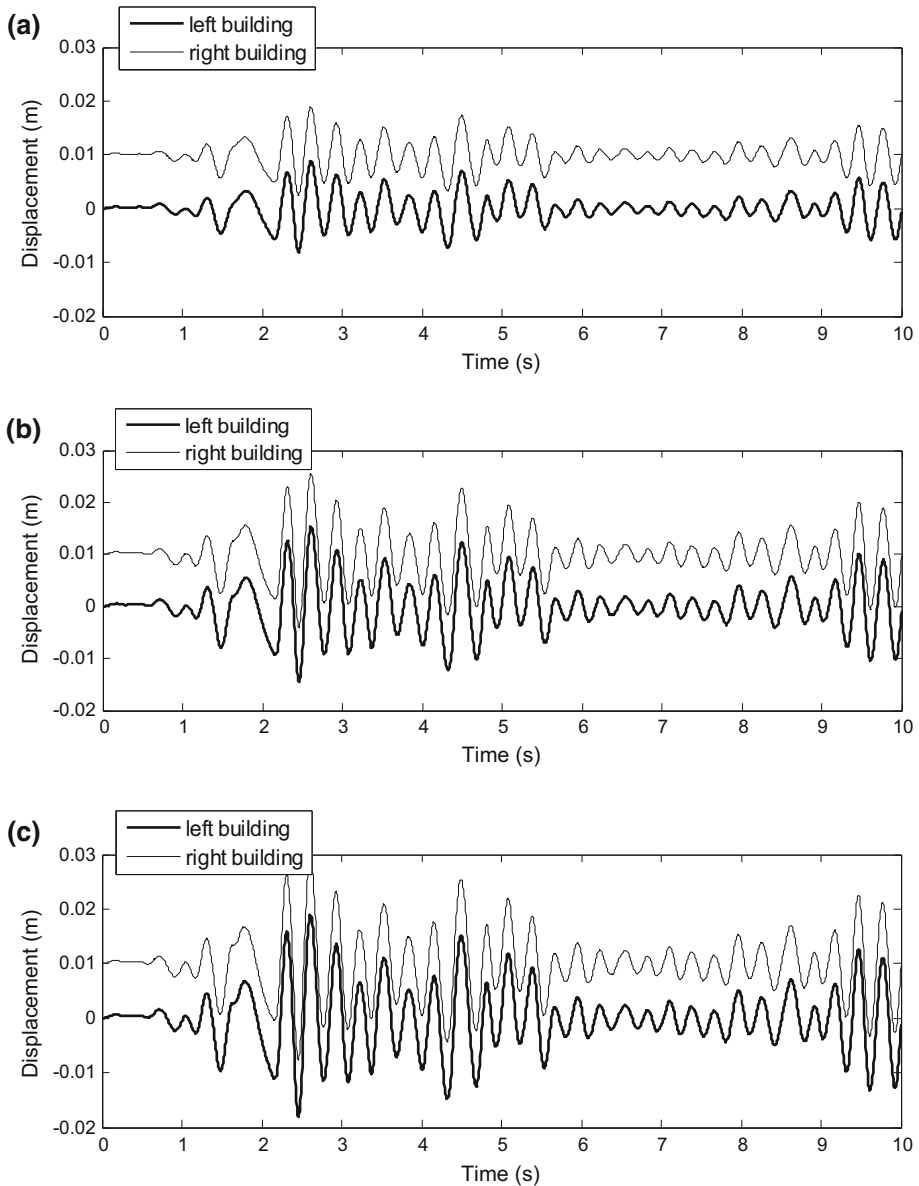 (a)
left building
right building
0.03
0.02
0.01
0
-0.01
-0.02
Displacement (m)
0 1 2 3 4 5 6 7 8 9 10
Time (s)
(b)
left building
right building
0.03
0.02
0.01
0
-0.01
-0.02
Displacement (m)
0 1 2 3 4 5 6 7 8 9 10
Time (s)
(c)
left building
right building
0.03
0.02
0.01
0
-0.01
-0.02
Displacement (m)
0 1 2 3 4 5 6 7 8 9 10
Time (s)